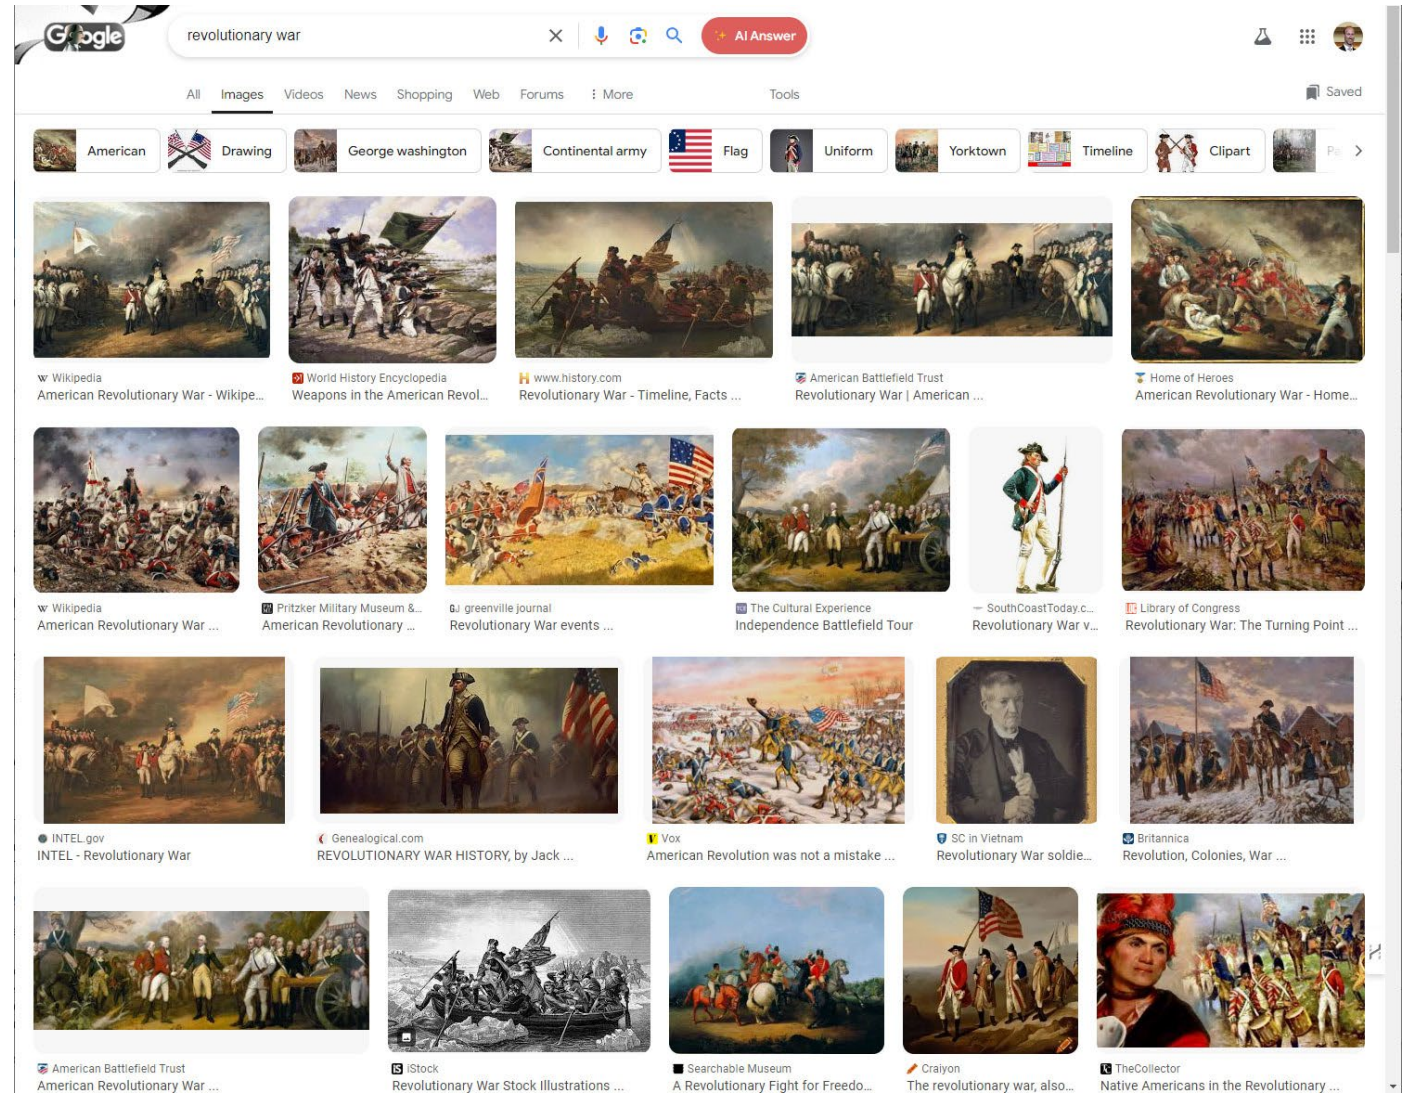 Google
revolutionary war
AI Answer
All Images Videos News Shopping Web Forums More Tools
Saved
American Drawing George washington Continental army Flag Uniform Yorktown Timeline Clipart
W Wikipedia
American Revolutionary War - Wikipe...
World History Encyclopedia
Weapons in the American Revol...
www.history.com
Revolutionary War - Timeline, Facts ...
American Battlefield Trust
Revolutionary War | American ...
Home of Heroes
American Revolutionary War - Home...
W Wikipedia
American Revolutionary War ...
Pritzker Military Museum &...
American Revolutionary ...
GJ greenville journal
Revolutionary War events ...
The Cultural Experience
Independence Battlefield Tour
SouthCoastToday.c...
Revolutionary War v...
Library of Congress
Revolutionary War: The Turning Point ...
INTEL.gov
INTEL - Revolutionary War
Genealogical.com
REVOLUTIONARY WAR HISTORY, by Jack ...
V Vox
American Revolution was not a mistake ...
SC in Vietnam
Revolutionary War soldie...
Britannica
Revolution, Colonies, War ...
American Battlefield Trust
American Revolutionary War ...
iS iStock
Revolutionary War Stock Illustrations ...
Searchable Museum
A Revolutionary Fight for Freedo...
Craiyon
The revolutionary war, also...
TheCollector
Native Americans in the Revolutionary ...